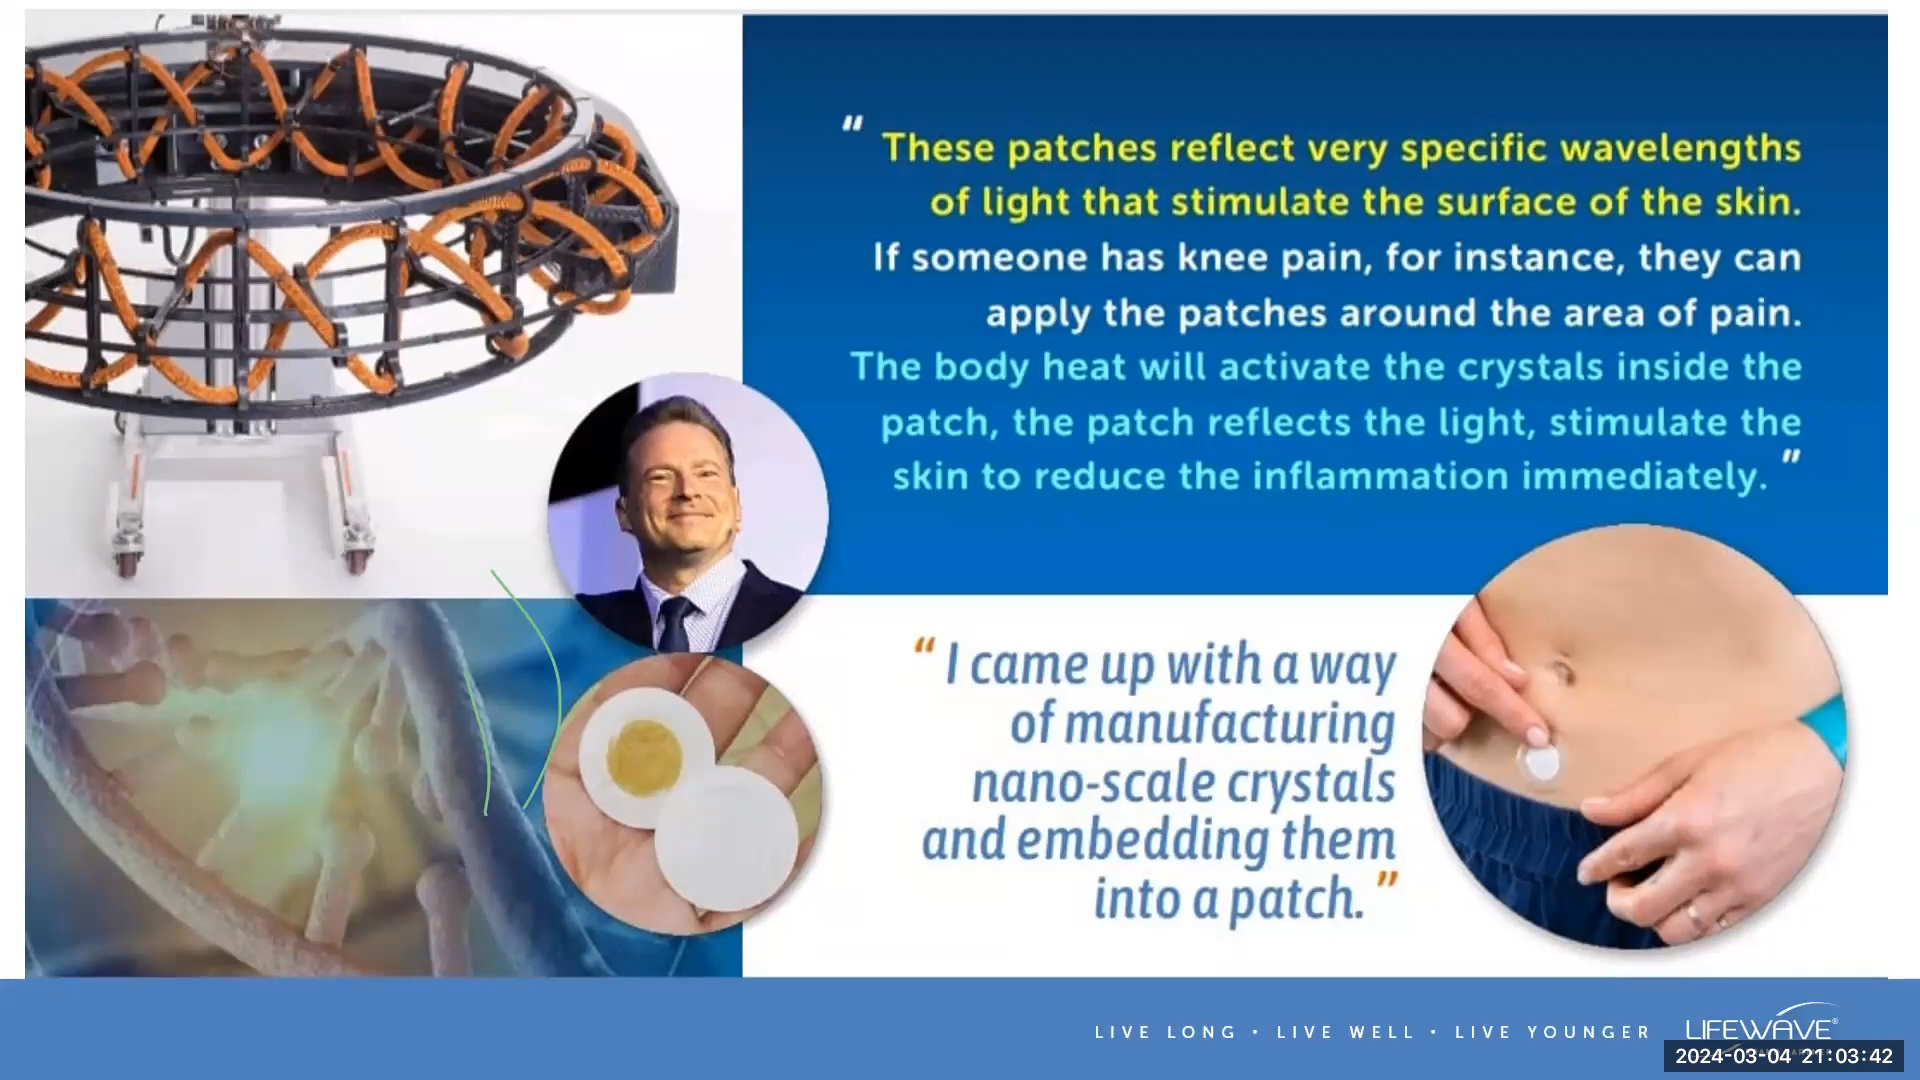 “ These patches reflect very specific wavelengths
of light that stimulate the surface of the skin.
If someone has knee pain, for instance, they can
apply the patches around the area of pain.
The body heat will activate the crystals inside the
patch, the patch reflects the light, stimulate the
skin to reduce the inflammation immediately. ”
“ I came up with a way
of manufacturing
nano-scale crystals
and embedding them
into a patch. ”
LIVE LONG • LIVE WELL • LIVE YOUNGER
LIFEWAVE®
2024-03-04 21:03:42